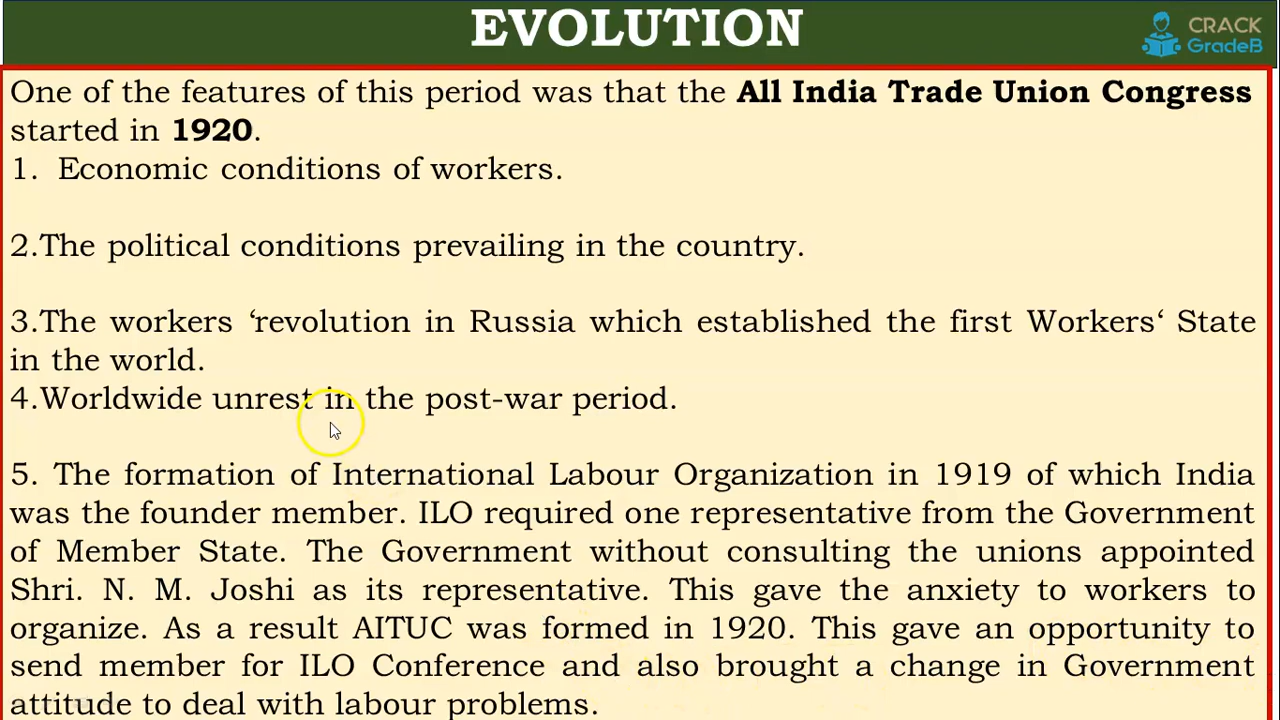 EVOLUTION
CRACK
GradeB
One of the features of this period was that the All India Trade Union Congress
started in 1920.
1. Economic conditions of workers.
2.The political conditions prevailing in the country.
3.The workers ‘revolution in Russia which established the first Workers‘ State
in the world.
4.Worldwide unrest in the post-war period.
5. The formation of International Labour Organization in 1919 of which India
was the founder member. ILO required one representative from the Government
of Member State. The Government without consulting the unions appointed
Shri. N. M. Joshi as its representative. This gave the anxiety to workers to
organize. As a result AITUC was formed in 1920. This gave an opportunity to
send member for ILO Conference and also brought a change in Government
attitude to deal with labour problems.